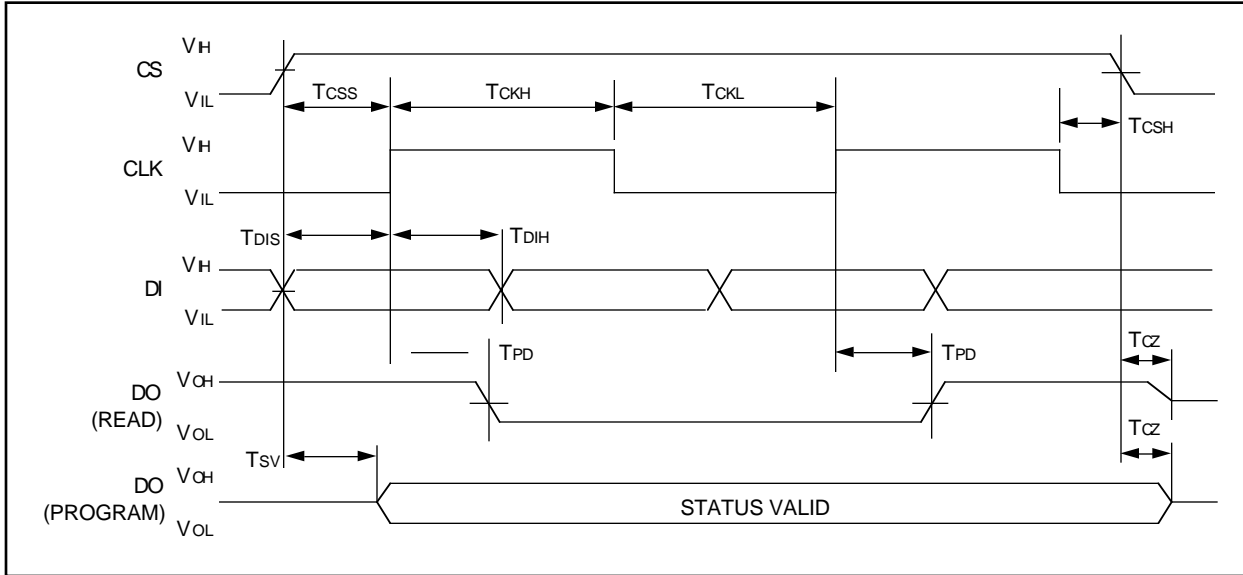 CS
VIH
VIL
TCSS
TCKH
TCKL
TCSH
CLK
VIH
VIL
TDIS
TDIH
DI
VIH
VIL
TPD
TPD
TCZ
DO
(READ)
VOH
VOL
TSV
TCZ
DO
(PROGRAM)
VOH
VOL
STATUS VALID